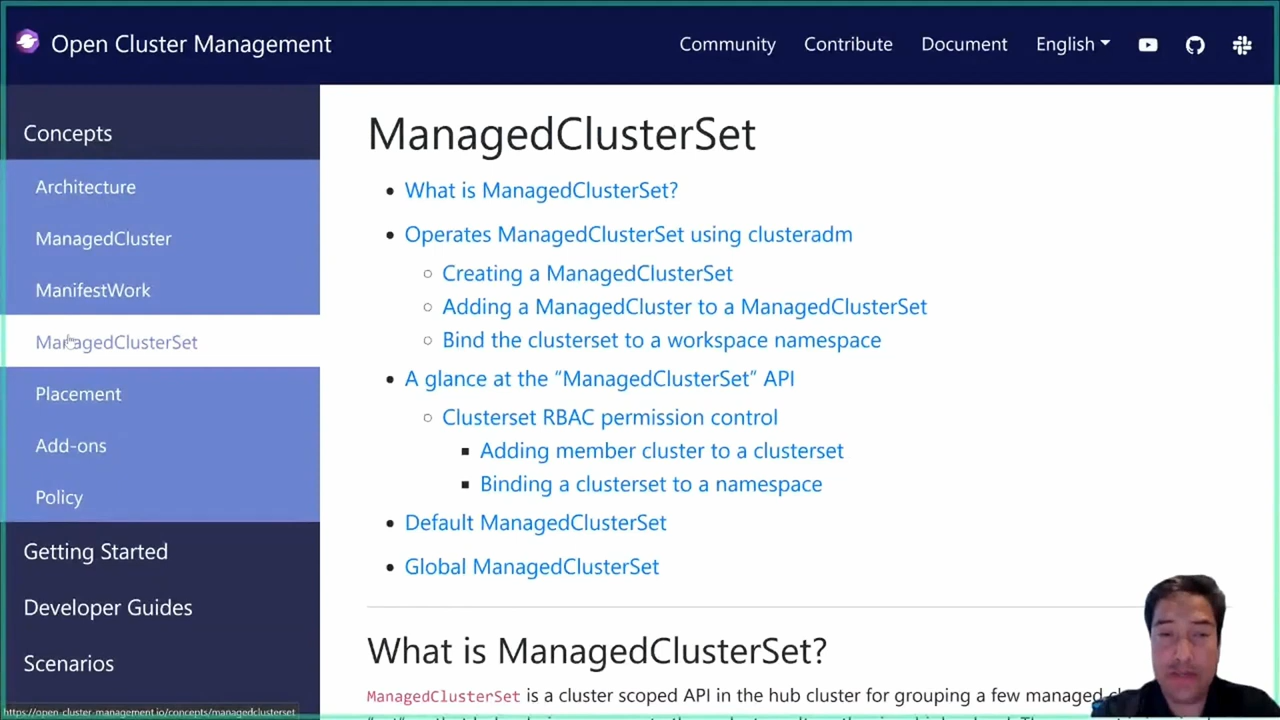 Open Cluster Management
Community
Contribute
Document
English
Concepts
Architecture
ManagedCluster
ManifestWork
ManagedClusterSet
Placement
Add-ons
Policy
Getting Started
Developer Guides
Scenarios
https://open-cluster-management.io/concepts/managedclusterset
ManagedClusterSet
What is ManagedClusterSet?
Operates ManagedClusterSet using clusteradm
Creating a ManagedClusterSet
Adding a ManagedCluster to a ManagedClusterSet
Bind the clusterset to a workspace namespace
A glance at the “ManagedClusterSet” API
Clusterset RBAC permission control
Adding member cluster to a clusterset
Binding a clusterset to a namespace
Default ManagedClusterSet
Global ManagedClusterSet
What is ManagedClusterSet?
ManagedClusterSet is a cluster scoped API in the hub cluster for grouping a few managed